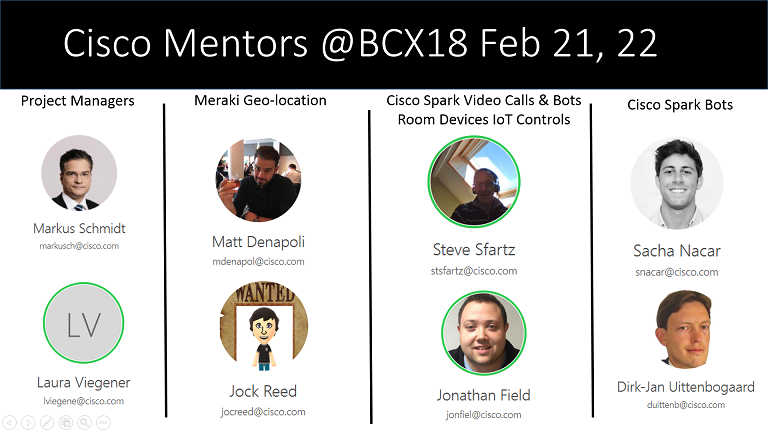 Cisco Mentors @BCX18 Feb 21, 22
Project Managers
Markus Schmidt
markusch@cisco.com
LV
Laura Viegener
lviegene@cisco.com
Meraki Geo-location
Matt Denapoli
mdenapol@cisco.com
WANTED
Jock Reed
jocreed@cisco.com
Cisco Spark Video Calls & Bots
Room Devices IoT Controls
Steve Sfartz
stsfartz@cisco.com
Jonathan Field
jonfiel@cisco.com
Cisco Spark Bots
Sacha Nacar
snacar@cisco.com
Dirk-Jan Uittenbogaard
duittenb@cisco.com